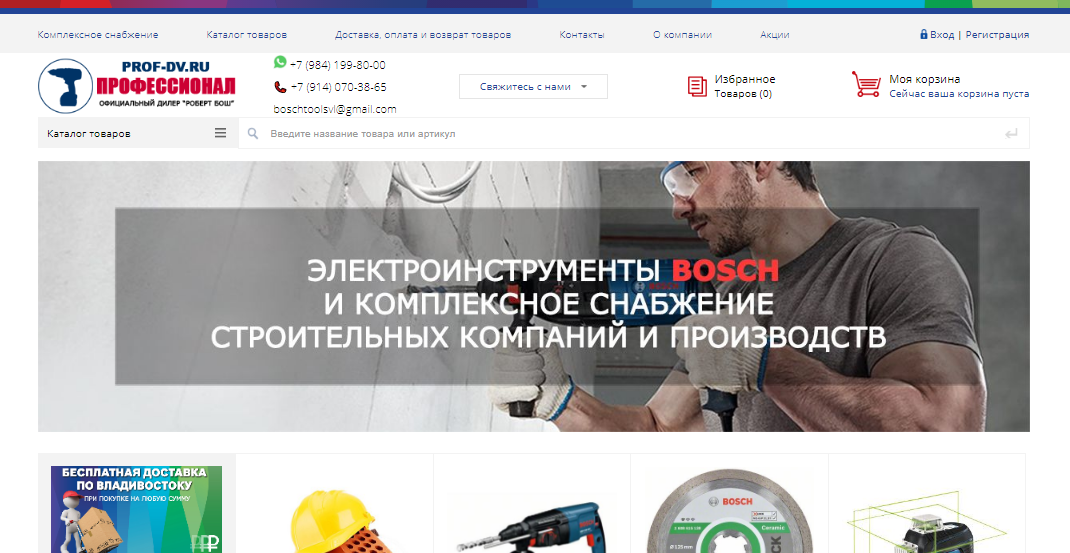 Комплексное снабжение
Каталог товаров
Доставка, оплата и возврат товаров
Контакты
О компании
Акции
Вход | Регистрация
PROF-DV.RU
ПРОФЕССИОНАЛ
ОФИЦИАЛЬНЫЙ ДИЛЕР "РОБЕРТ БОШ"
+7 (984) 199-80-00
+7 (914) 070-38-65
boschtoolsvl@gmail.com
Свяжитесь с нами
Избранное
Товаров (0)
Моя корзина
Сейчас ваша корзина пуста
Каталог товаров
Введите название товара или артикул
ЭЛЕКТРОИНСТРУМЕНТЫ BOSCH
И КОМПЛЕКСНОЕ СНАБЖЕНИЕ
СТРОИТЕЛЬНЫХ КОМПАНИЙ И ПРОИЗВОДСТВ
БЕСПЛАТНАЯ ДОСТАВКА
ПО ВЛАДИВОСТОКУ
ПРИ ПОКУПКЕ НА ЛЮБУЮ СУММУ
BOSCH
Ceramic